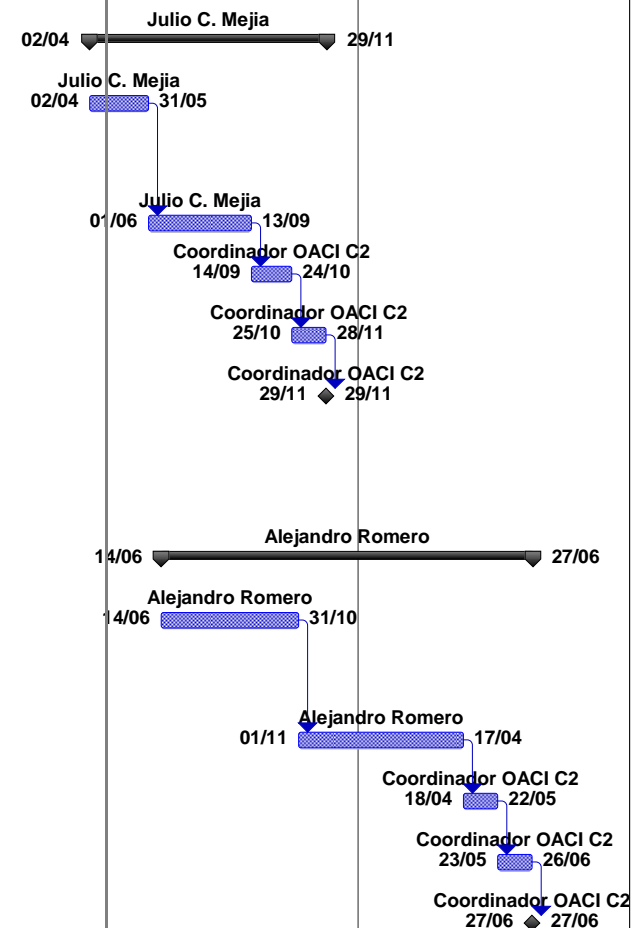 Julio C. Mejia
02/04 29/11
Julio C. Mejia
02/04 31/05
Julio C. Mejia
01/06 13/09
Coordinador OACI C2
14/09 24/10
Coordinador OACI C2
25/10 28/11
Coordinador OACI C2
29/11 29/11
Alejandro Romero
14/06 27/06
Alejandro Romero
14/06 31/10
Alejandro Romero
01/11 17/04
Coordinador OACI C2
18/04 22/05
Coordinador OACI C2
23/05 26/06
Coordinador OACI C2
27/06 27/06